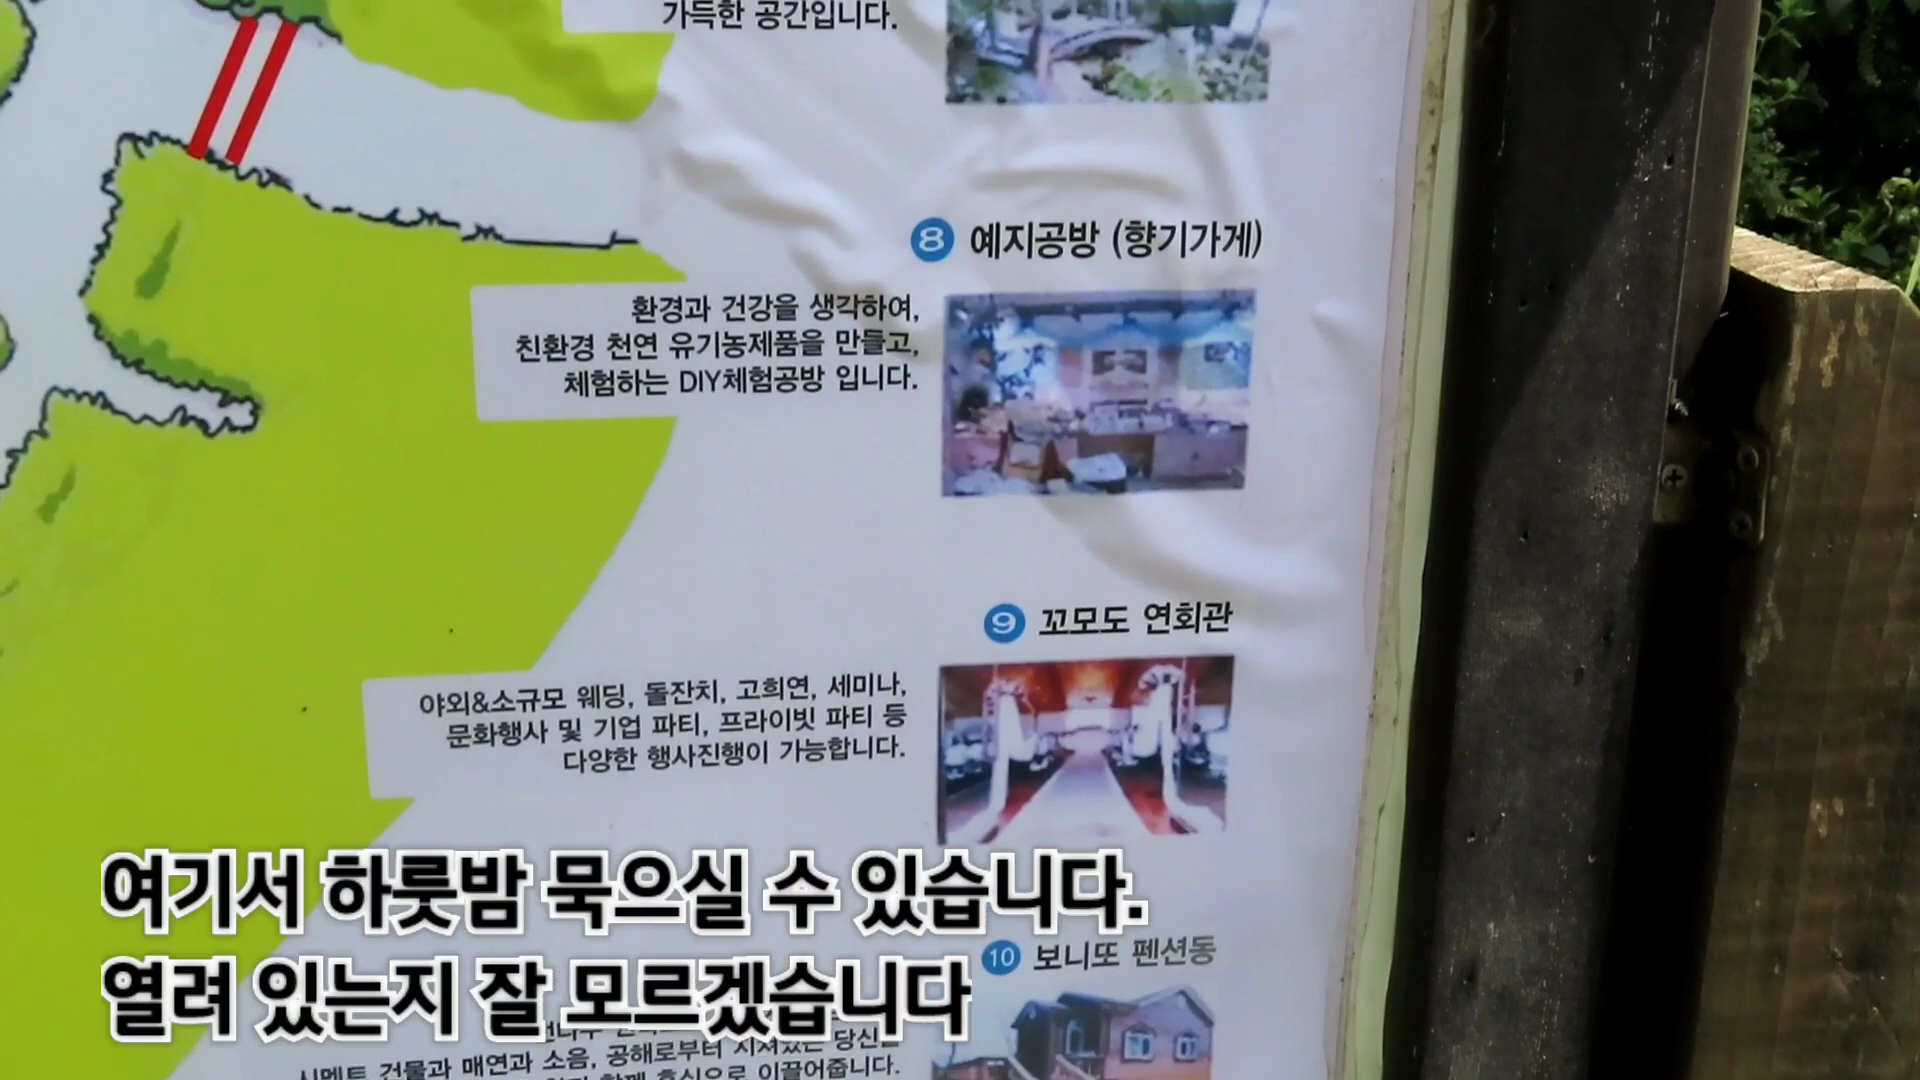 가득한 공간입니다.
8 예지공방 (향기가게)
환경과 건강을 생각하여,
친환경 천연 유기농제품을 만들고,
체험하는 DIY체험공방 입니다.
9 꼬모도 연회관
야외&소규모 웨딩, 돌잔치, 고희연, 세미나,
문화행사 및 기업 파티, 프라이빗 파티 등
다양한 행사진행이 가능합니다.
여기서 하룻밤 묵으실 수 있습니다.
열려 있는지 잘 모르겠습니다
10 보니또 펜션동
시멘트 건물과 매연과 소음, 공해로부터 당신을
이끌어줍니다.